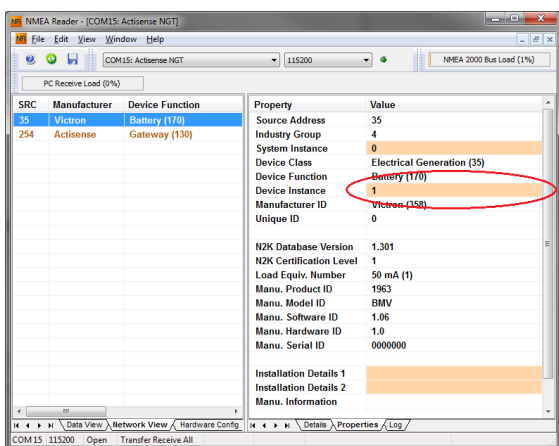 NR NMEA Reader - [COM15: Actisense NGT]
NR File Edit View Window Help
COM15: Actisense NGT 115200 NMEA 2000 Bus Load (1%)
PC Receive Load (0%)
SRC Manufacturer Device Function
35 Victron Battery (170)
254 Actisense Gateway (130)
Property Value
Source Address 35
Industry Group 4
System Instance 0
Device Class Electrical Generation (35)
Device Function Battery (170)
Device Instance 1
Manufacturer ID Victron (358)
Unique ID 0
N2K Database Version 1.301
N2K Certification Level 1
Load Equiv. Number 50 mA (1)
Manu. Product ID 1963
Manu. Model ID BMV
Manu. Software ID 1.06
Manu. Hardware ID 1.0
Manu. Serial ID 0000000
Installation Details 1
Installation Details 2
Manu. Information
Data View Network View Hardware Config Details Properties Log
COM 15 115200 Open Transfer Receive All